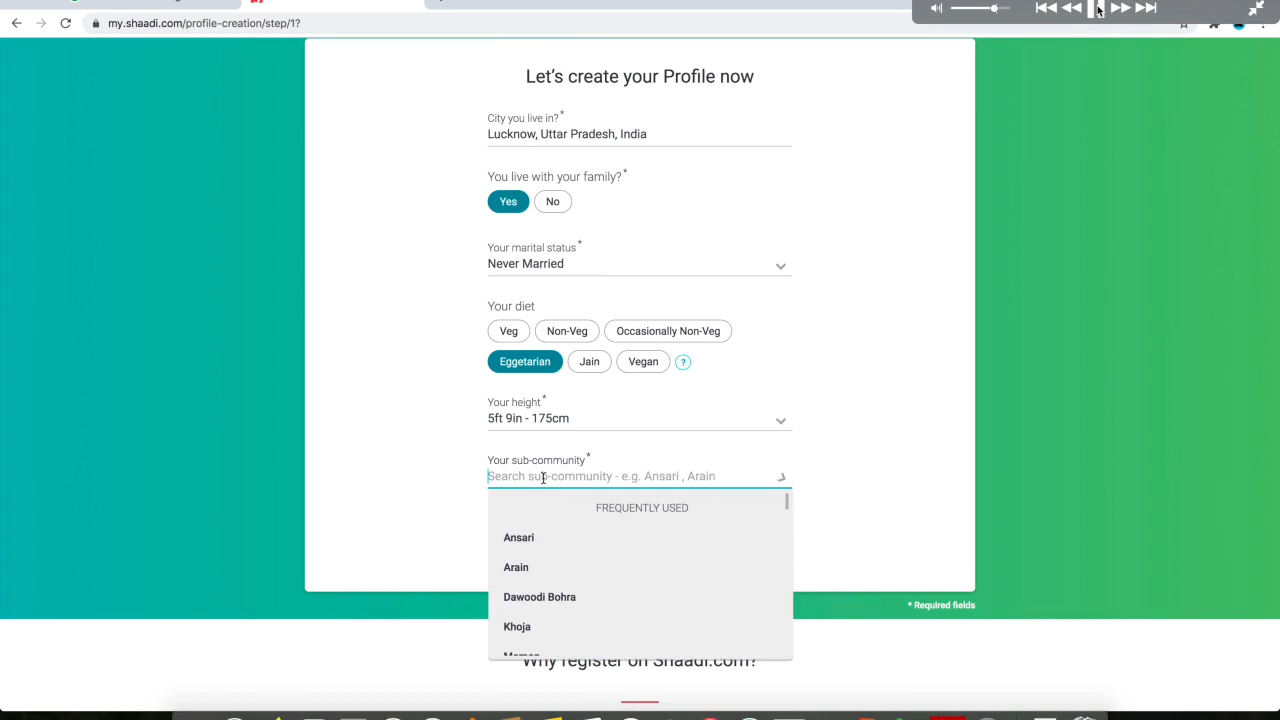 my.shaadi.com/profile-creation/step/1?
Let's create your Profile now
City you live in?*
Lucknow, Uttar Pradesh, India
You live with your family?*
Yes No
Your marital status*
Never Married
Your diet
Veg Non-Veg Occasionally Non-Veg
Eggetarian Jain Vegan ?
Your height*
5ft 9in - 175cm
Your sub-community*
Search sub-community - e.g. Ansari , Arain
FREQUENTLY USED
Ansari
Arain
Dawoodi Bohra
Khoja
* Required fields
Why register on Shaadi.com?